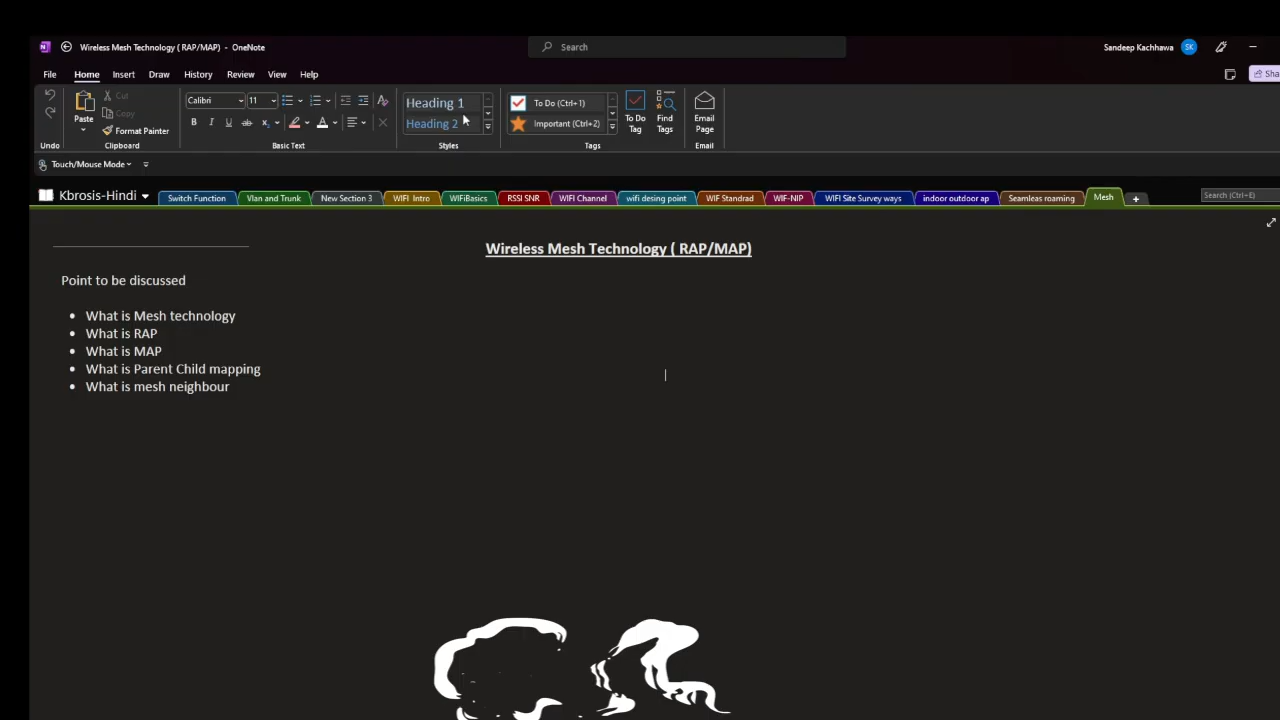 Wireless Mesh Technology ( RAP/MAP) - OneNote
Search
Sandeep Kachhawa
SK
File Home Insert Draw History Review View Help
Sha
Paste
Cut
Copy
Format Painter
Calibri 11
Heading 1
Heading 2
To Do (Ctrl+1)
Important (Ctrl+2)
To Do Tag
Find Tags
Email Page
Undo Clipboard Basic Text Styles Tags Email
Touch/Mouse Mode
Kbrosis-Hindi
Switch Function Vlan and Trunk New Section 3 WIFI Intro WIFiBasics RSSI SNR WIFI Channel wifi desing point WIF Standrad WIF-NIP WIFI Site Survey ways indoor outdoor ap Seamleas roaming Mesh
Search (Ctrl+E)
Wireless Mesh Technology ( RAP/MAP)
Point to be discussed
• What is Mesh technology
• What is RAP
• What is MAP
• What is Parent Child mapping
• What is mesh neighbour